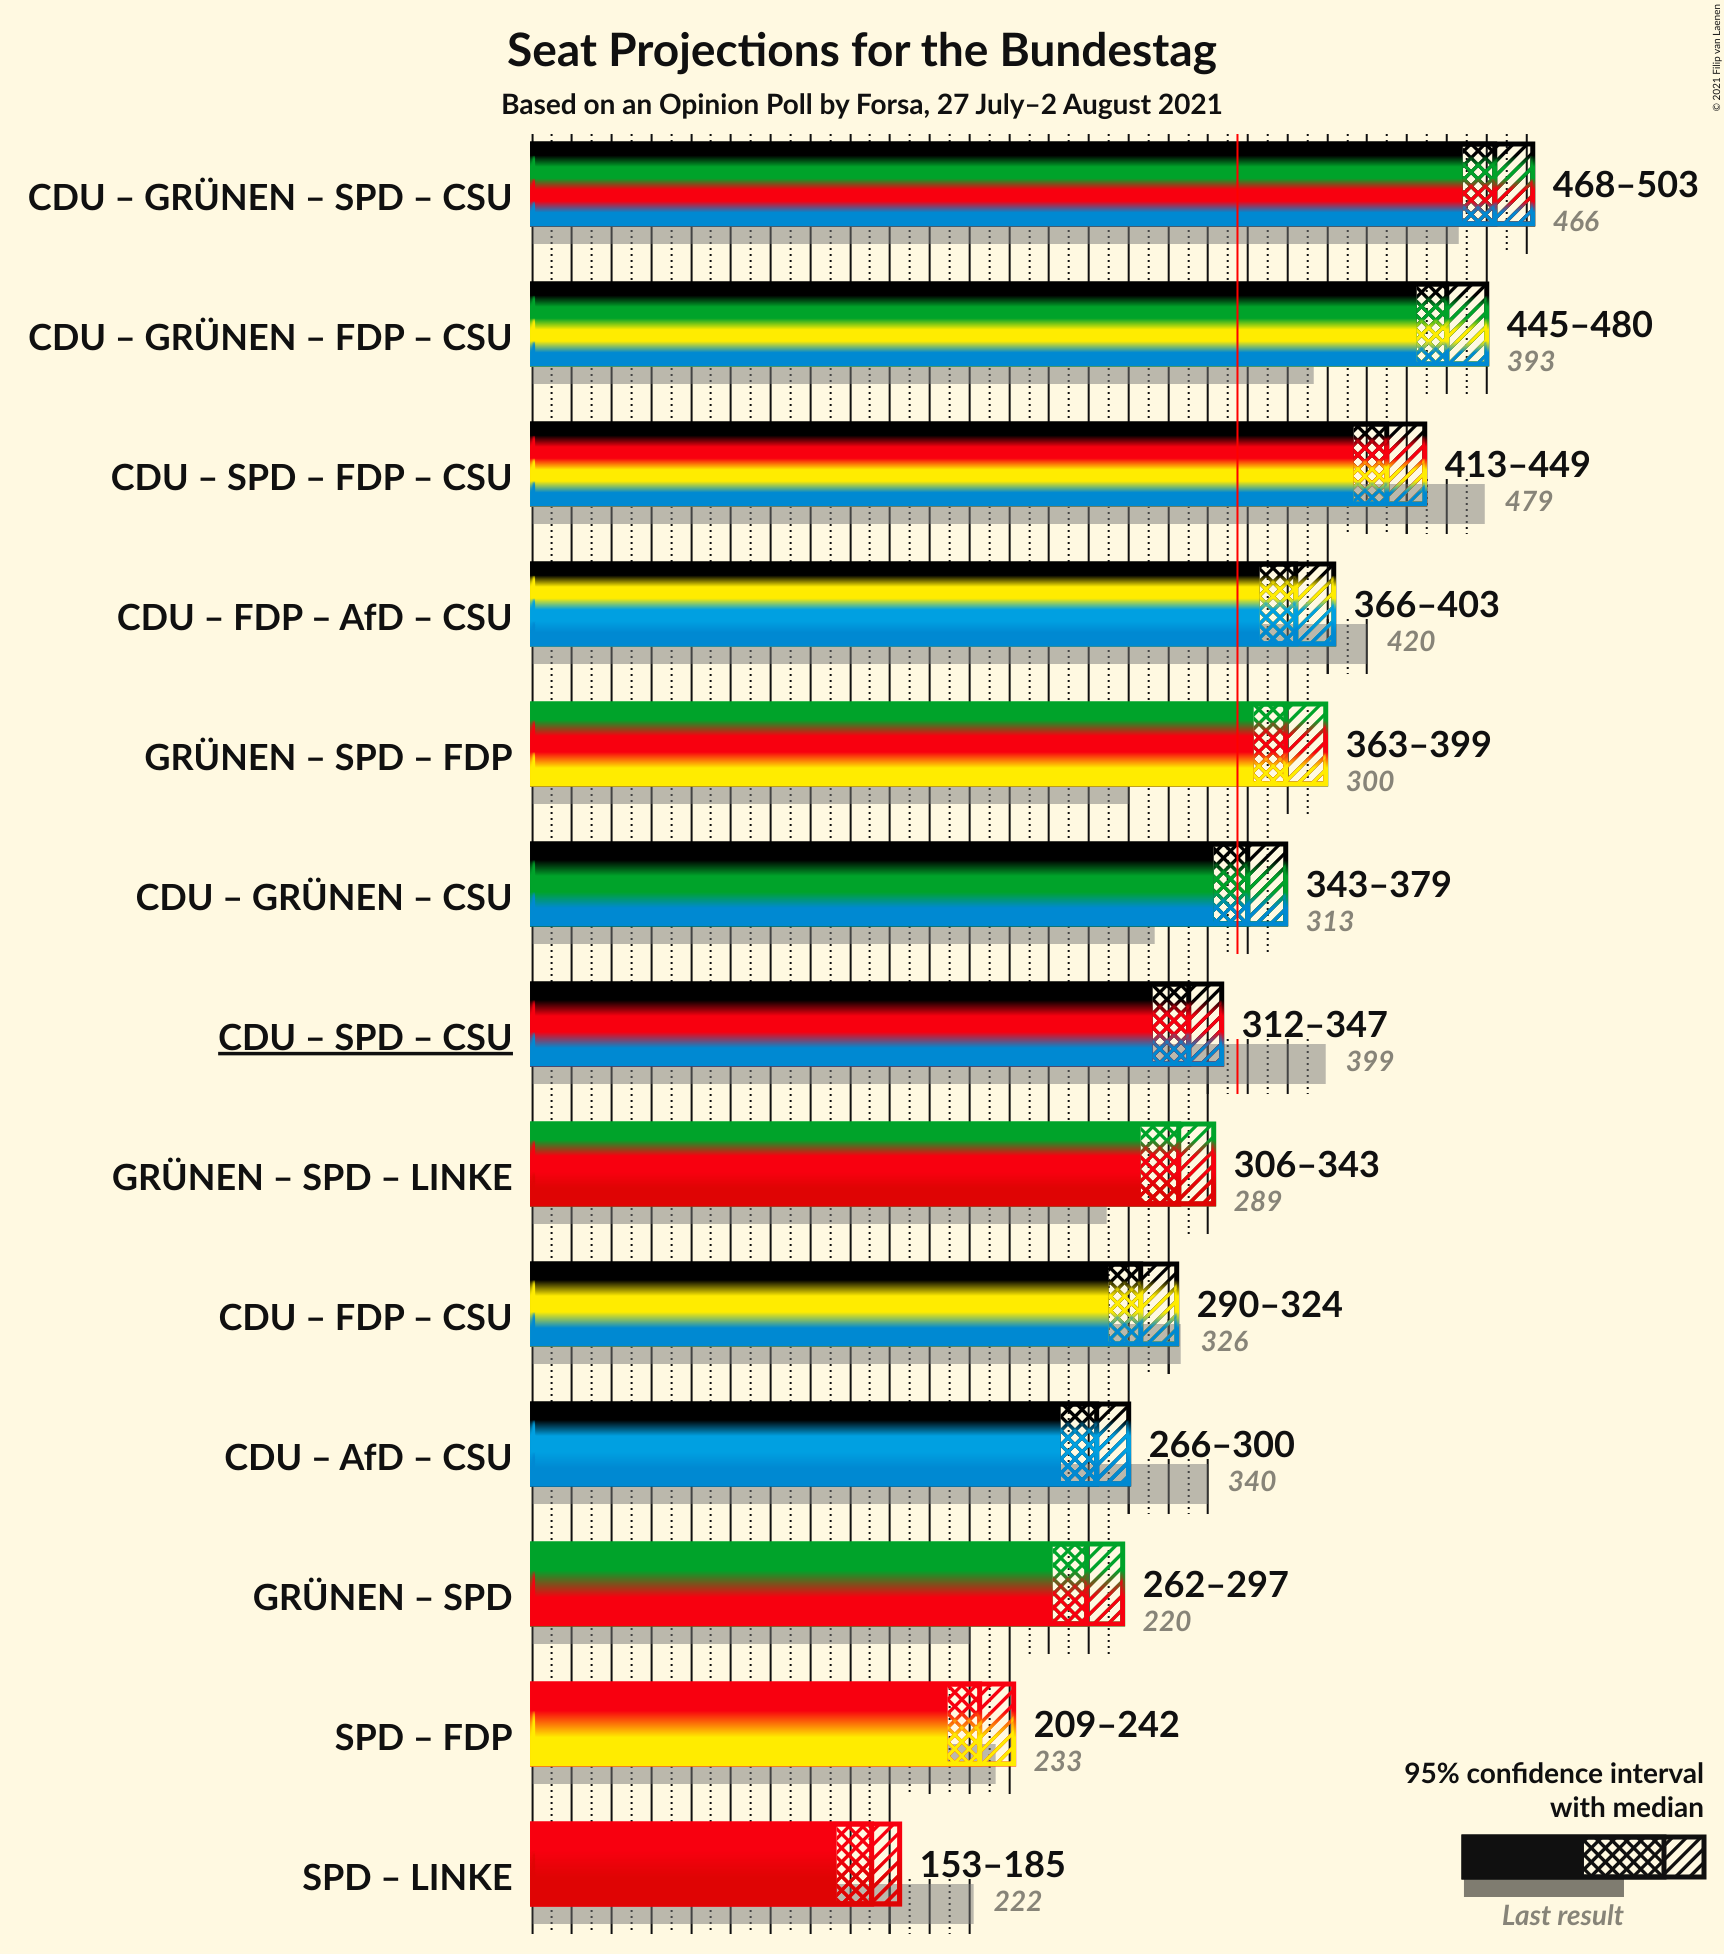 Seat Projections for the Bundestag
Based on an Opinion Poll by Forsa, 27 July–2 August 2021
© 2021 Filip van Laenen
CDU – GRÜNEN – SPD – CSU
468–503
466
CDU – GRÜNEN – FDP – CSU
445–480
393
CDU – SPD – FDP – CSU
413–449
479
CDU – FDP – AfD – CSU
366–403
420
GRÜNEN – SPD – FDP
363–399
300
CDU – GRÜNEN – CSU
343–379
313
CDU – SPD – CSU
312–347
399
GRÜNEN – SPD – LINKE
306–343
289
CDU – FDP – CSU
290–324
326
CDU – AfD – CSU
266–300
340
GRÜNEN – SPD
262–297
220
SPD – FDP
209–242
233
SPD – LINKE
153–185
222
95% confidence interval
with median
Last result